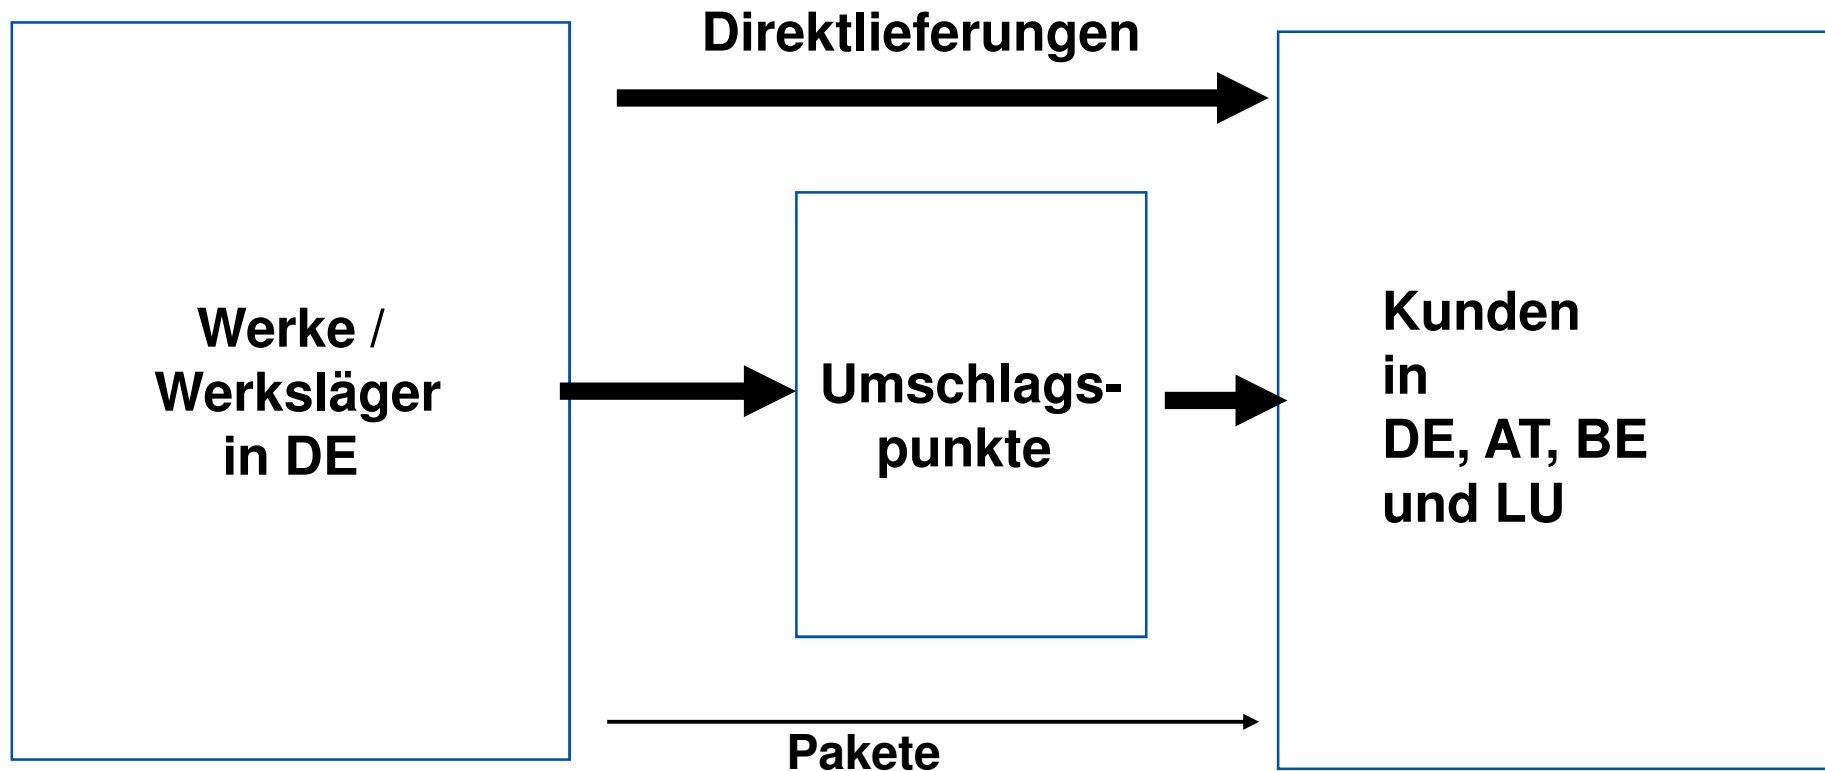 Direktlieferungen
Werke /
Werksläger
in DE
Umschlags-
punkte
Kunden
in
DE, AT, BE
und LU
Pakete